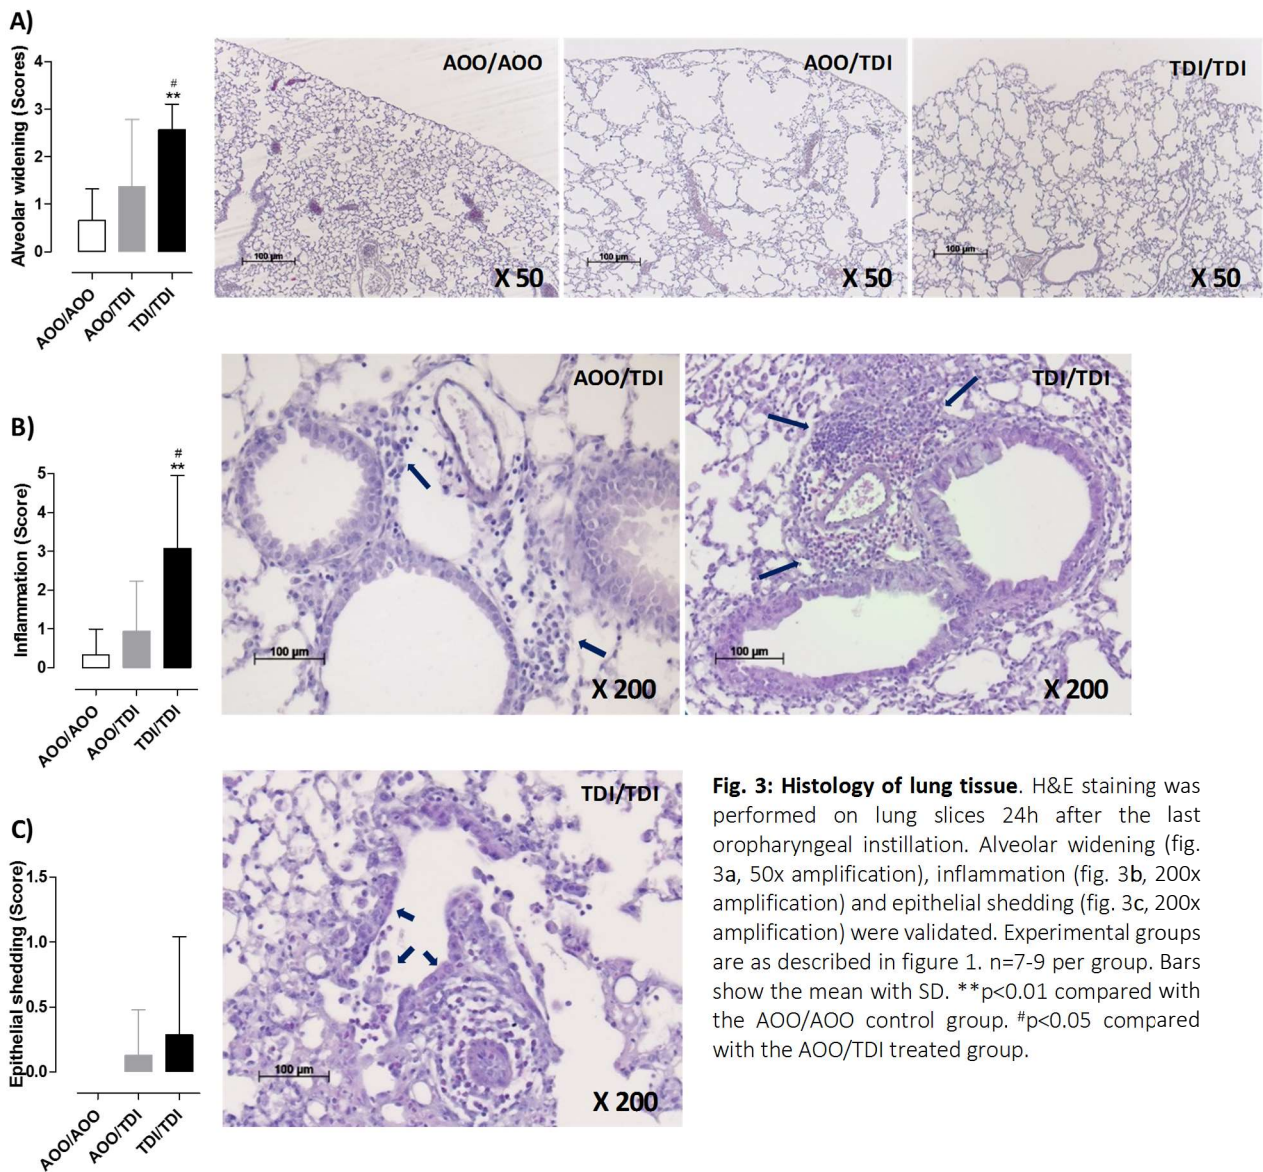 A)
Alveolar widening (Scores)
4
3
2
1
0
#
**
AOO/AOO
AOO/TDI
TDI/TDI
AOO/AOO
100 µm
X 50
AOO/TDI
100 µm
X 50
TDI/TDI
100 µm
X 50
B)
Inflammation (Score)
5
4
3
2
1
0
#
**
AOO/AOO
AOO/TDI
TDI/TDI
AOO/TDI
100 µm
X 200
TDI/TDI
100 µm
X 200
C)
Epithelial shedding (Score)
1.5
1.0
0.5
0.0
AOO/AOO
AOO/TDI
TDI/TDI
TDI/TDI
100 µm
X 200
Fig. 3: Histology of lung tissue. H&E staining was
performed on lung slices 24h after the last
oropharyngeal instillation. Alveolar widening (fig.
3a, 50x amplification), inflammation (fig. 3b, 200x
amplification) and epithelial shedding (fig. 3c, 200x
amplification) were validated. Experimental groups
are as described in figure 1. n=7-9 per group. Bars
show the mean with SD. **p<0.01 compared with
the AOO/AOO control group. #p<0.05 compared
with the AOO/TDI treated group.